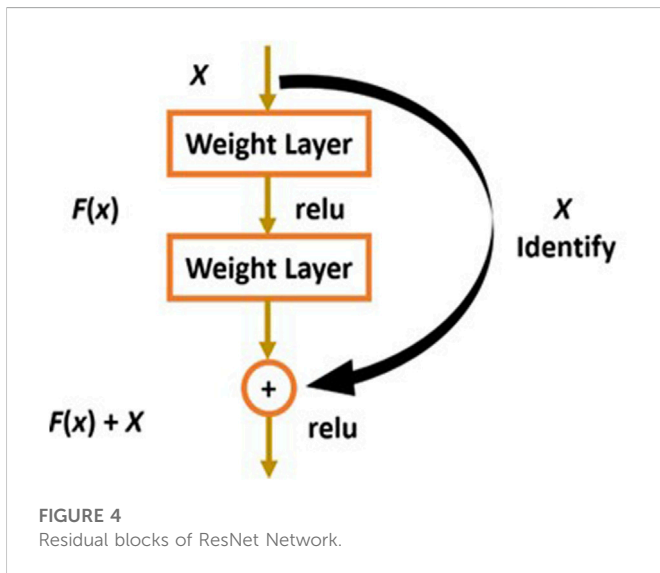 X
Weight Layer
F(x)
relu
X
Identify
Weight Layer
+
F(x) + X
relu
FIGURE 4
Residual blocks of ResNet Network.